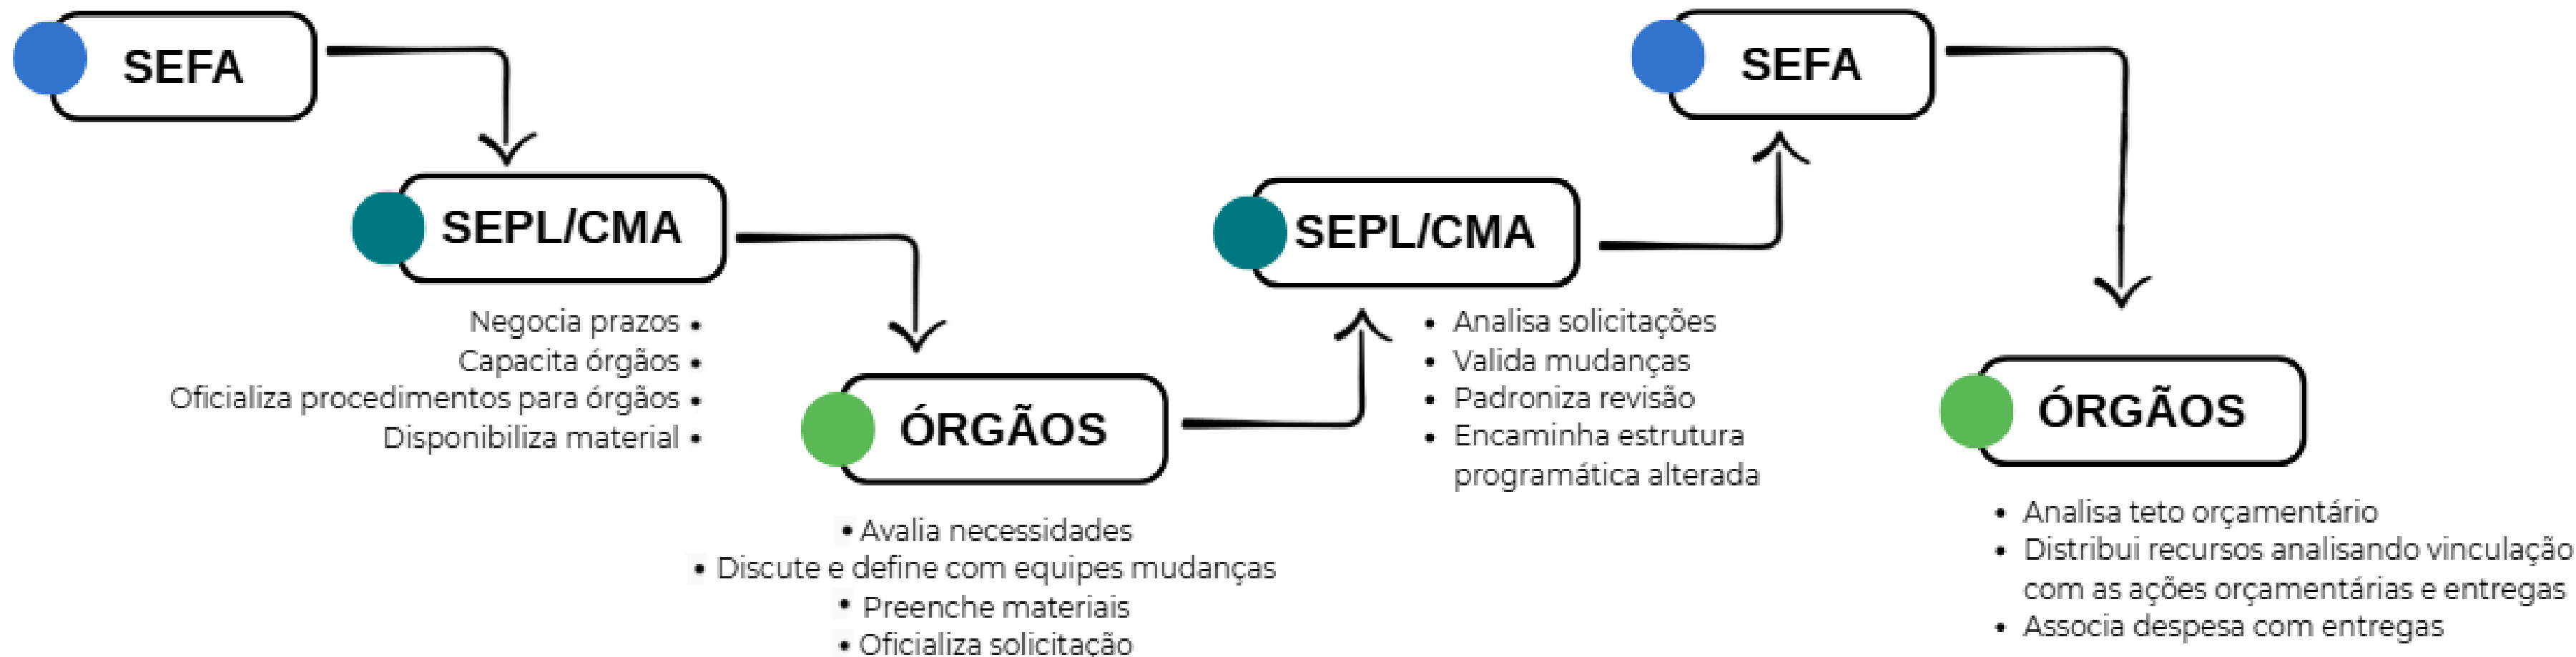 SEFA
SEPL/CMA
Negocia prazos •
Capacita órgãos •
Oficializa procedimentos para órgãos •
Disponibiliza material •
ÓRGÃOS
• Avalia necessidades
• Discute e define com equipes mudanças
• Preenche materiais
• Oficializa solicitação
SEPL/CMA
• Analisa solicitações
• Valida mudanças
• Padroniza revisão
• Encaminha estrutura
programática alterada
SEFA
ÓRGÃOS
• Analisa teto orçamentário
• Distribui recursos analisando vinculação
com as ações orçamentárias e entregas
• Associa despesa com entregas